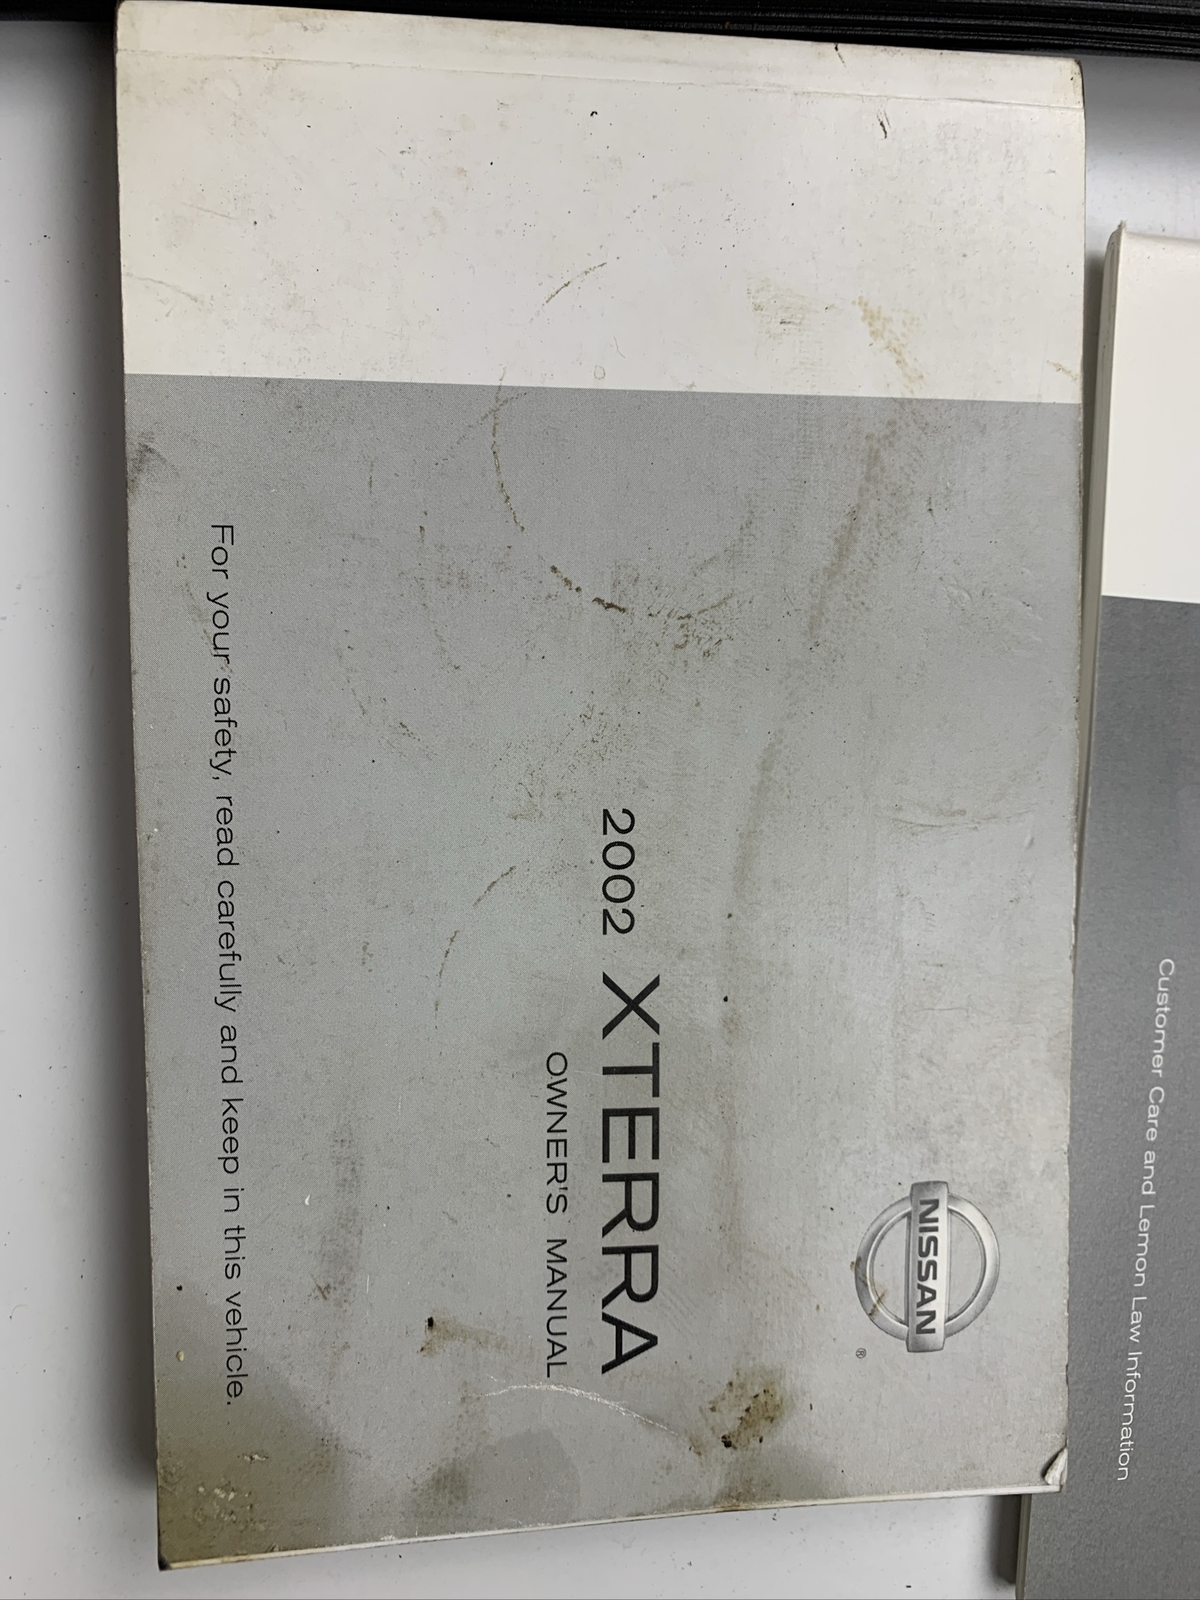 NISSAN
®
2002 XTERRA
OWNER'S MANUAL
For your safety, read carefully and keep in this vehicle.
Customer Care and Lemon Law Information